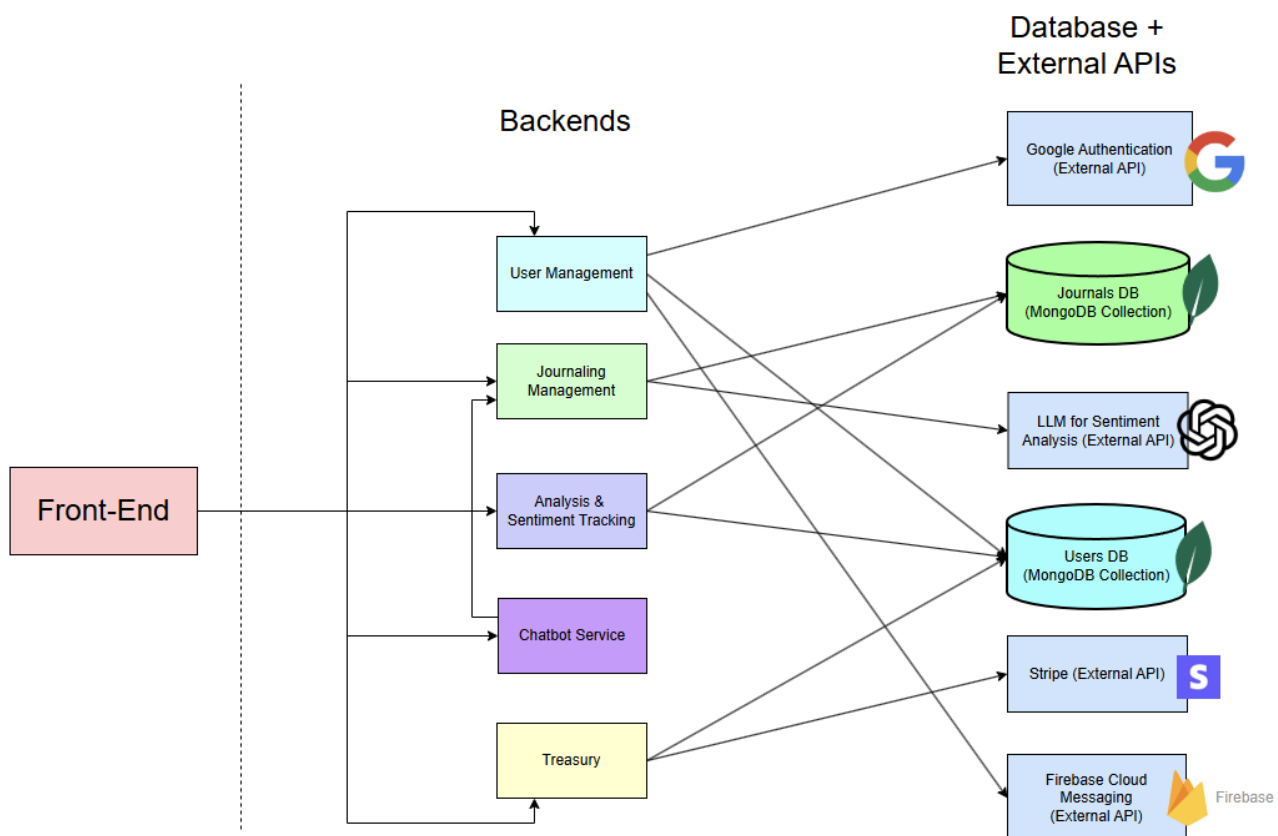 Database +
External APIs
Backends
Google Authentication
(External API)
User Management
Journals DB
(MongoDB Collection)
Journaling
Management
LLM for Sentiment
Analysis (External API)
Front-End
Analysis &
Sentiment Tracking
Users DB
(MongoDB Collection)
Chatbot Service
Stripe (External API)
S
Treasury
Firebase Cloud
Messaging
(External API)
Firebase